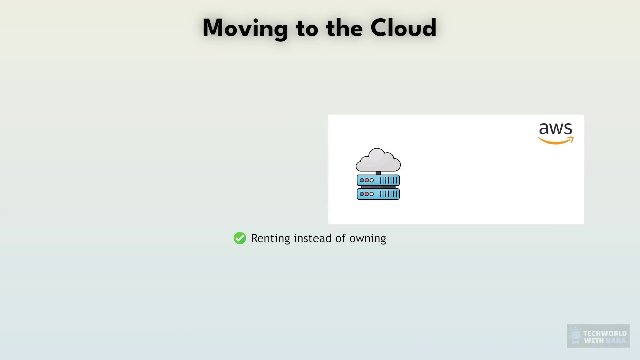 Moving to the Cloud
aws
Renting instead of owning
TECHWORLD
WITH NANA